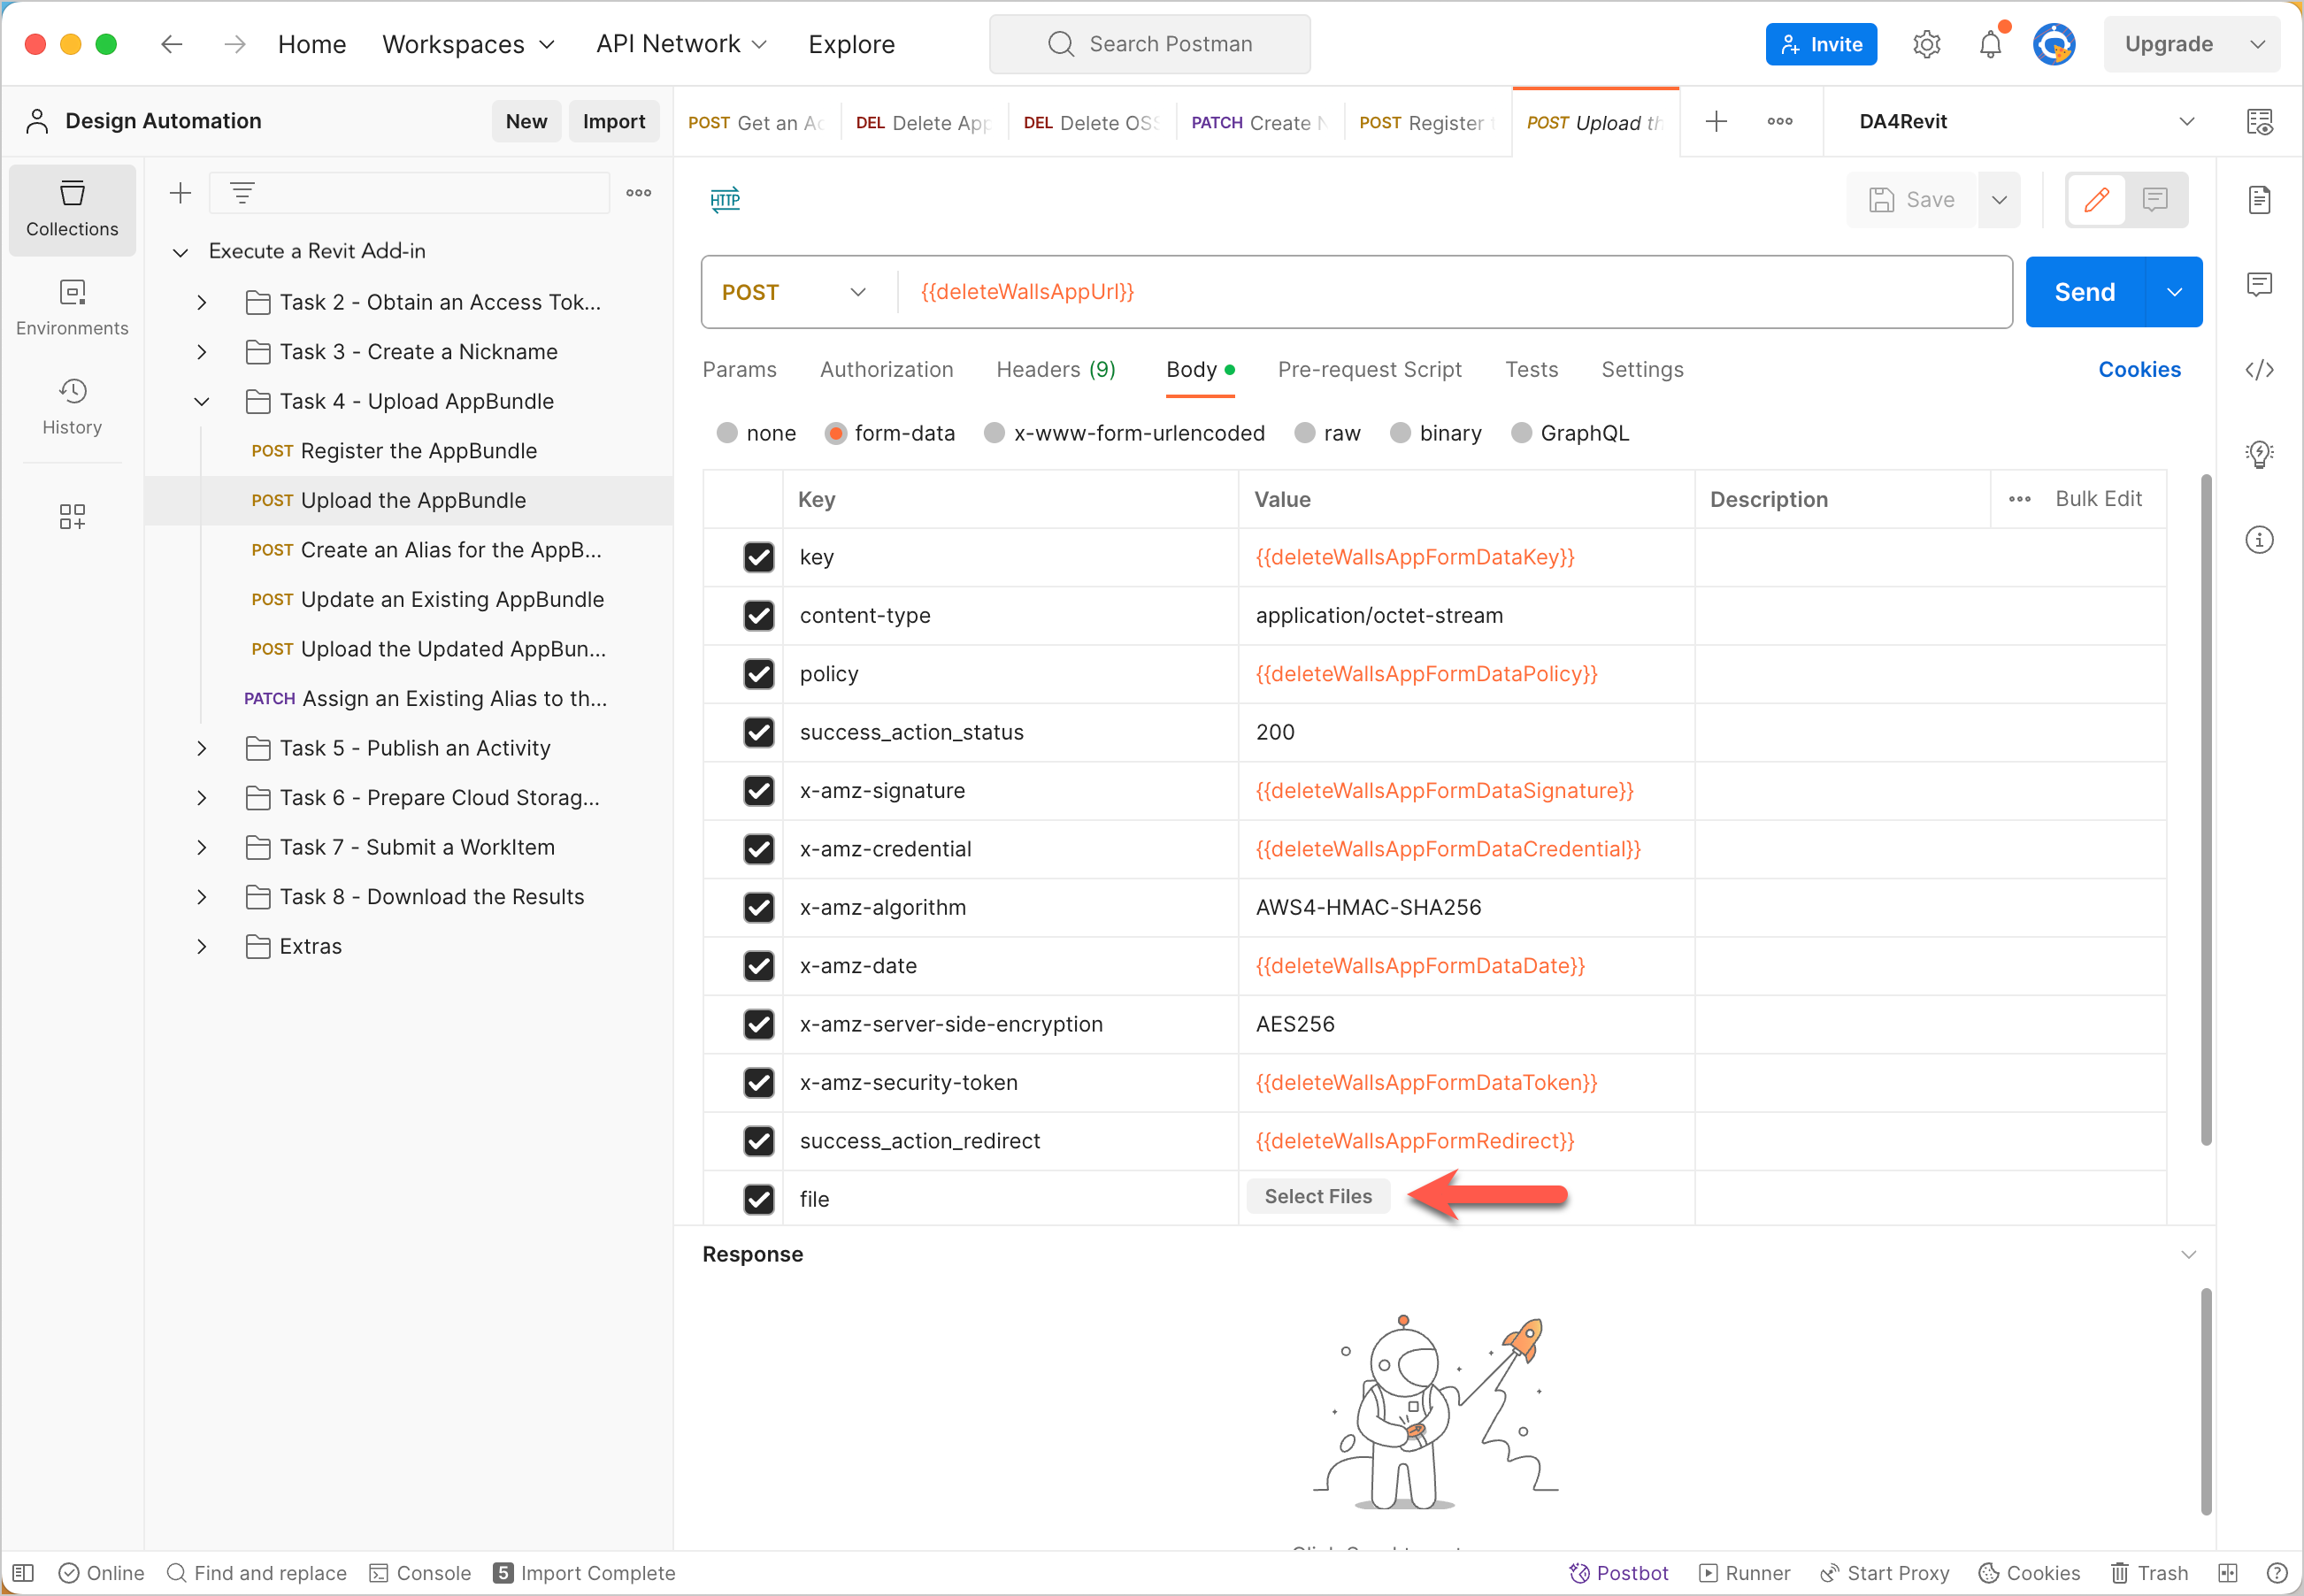 Home Workspaces API Network Explore Search Postman Invite Upgrade
Design Automation New Import POST Get an Ac DEL Delete App DEL Delete OSS PATCH Create N POST Register t POST Upload th DA4Revit
Collections
Environments
History
Execute a Revit Add-in
Task 2 - Obtain an Access Tok...
Task 3 - Create a Nickname
Task 4 - Upload AppBundle
POST Register the AppBundle
POST Upload the AppBundle
POST Create an Alias for the AppB...
POST Update an Existing AppBundle
POST Upload the Updated AppBun...
PATCH Assign an Existing Alias to th...
Task 5 - Publish an Activity
Task 6 - Prepare Cloud Storag...
Task 7 - Submit a WorkItem
Task 8 - Download the Results
Extras
HTTP Save
POST {{deleteWallsAppUrl}} Send
Params Authorization Headers (9) Body Pre-request Script Tests Settings Cookies
none form-data x-www-form-urlencoded raw binary GraphQL
Key Value Description Bulk Edit
key {{deleteWallsAppFormDataKey}}
content-type application/octet-stream
policy {{deleteWallsAppFormDataPolicy}}
success_action_status 200
x-amz-signature {{deleteWallsAppFormDataSignature}}
x-amz-credential {{deleteWallsAppFormDataCredential}}
x-amz-algorithm AWS4-HMAC-SHA256
x-amz-date {{deleteWallsAppFormDataDate}}
x-amz-server-side-encryption AES256
x-amz-security-token {{deleteWallsAppFormDataToken}}
success_action_redirect {{deleteWallsAppFormRedirect}}
file Select Files
Response
Online Find and replace Console 5 Import Complete Postbot Runner Start Proxy Cookies Trash